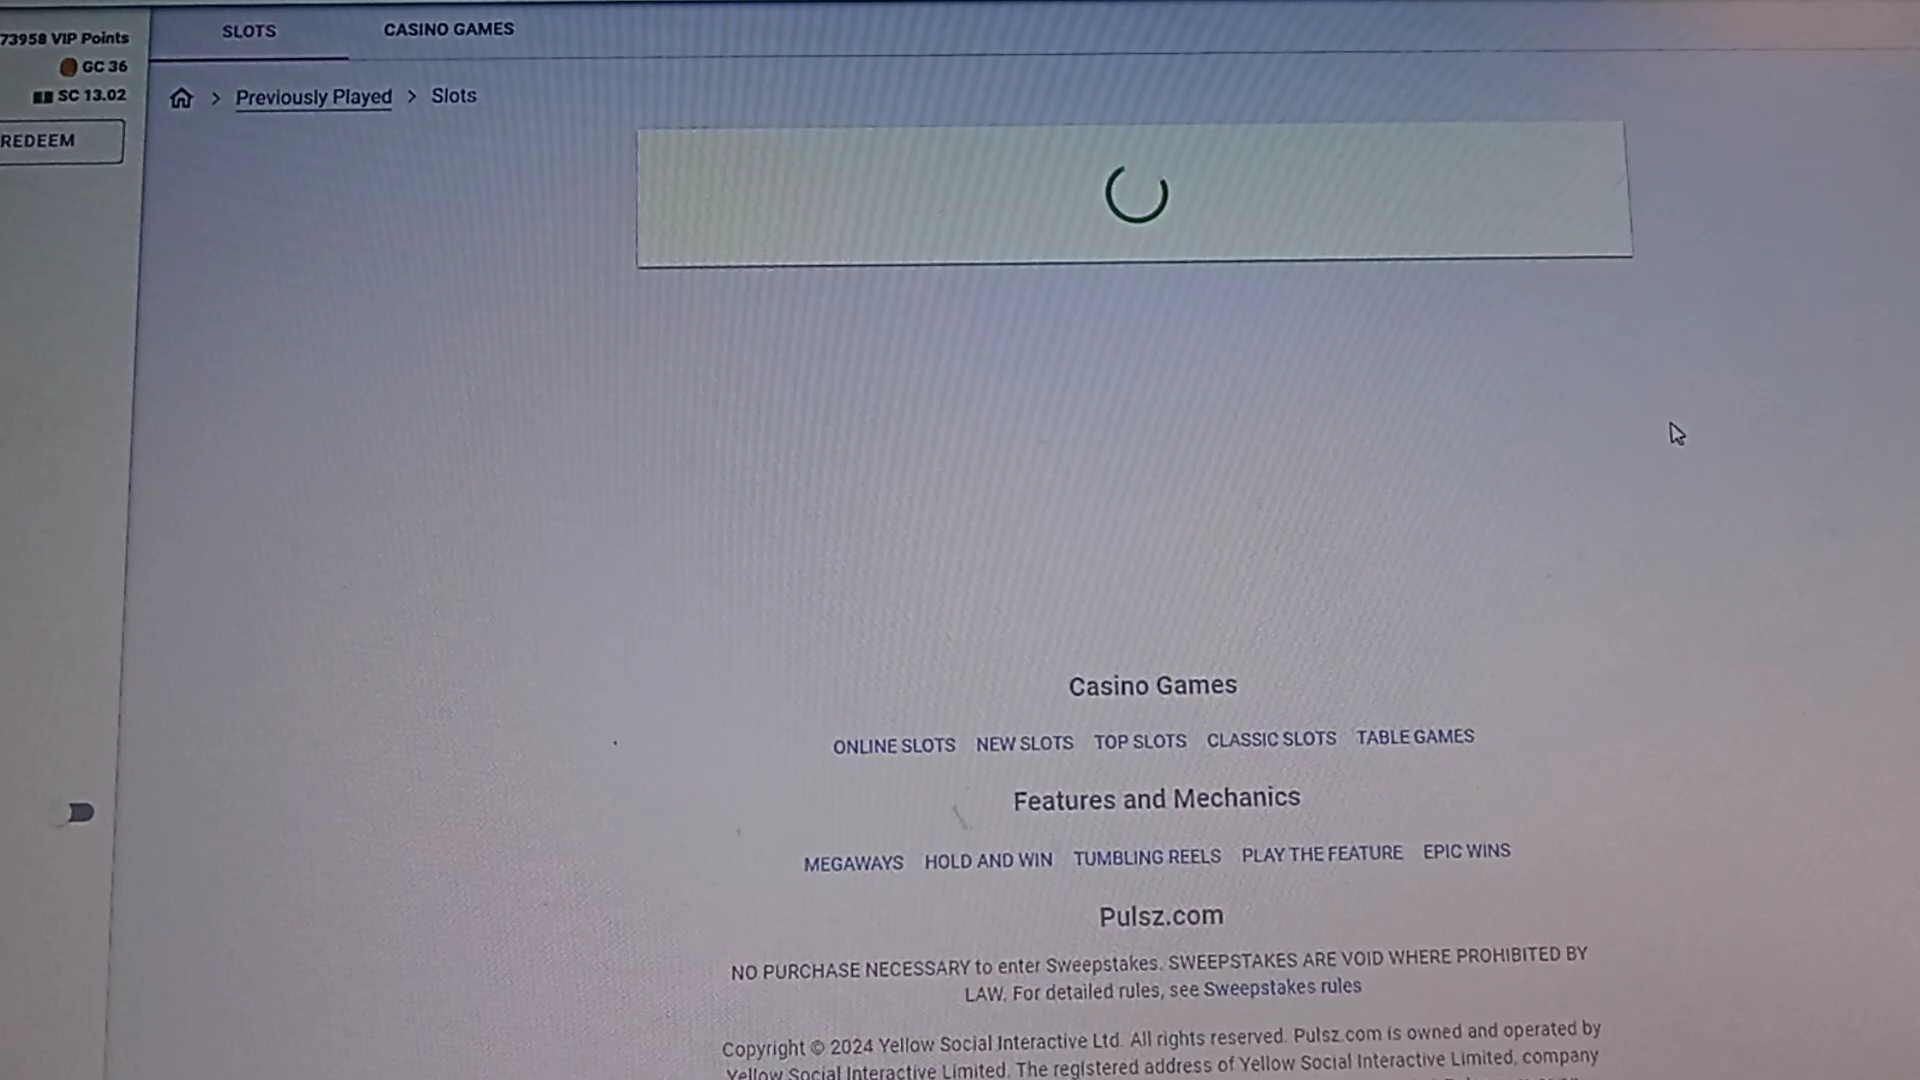 73958 VIP Points
GC 36
SC 13.02
REDEEM
SLOTS CASINO GAMES
> Previously Played > Slots
Casino Games
ONLINE SLOTS NEW SLOTS TOP SLOTS CLASSIC SLOTS TABLE GAMES
Features and Mechanics
MEGAWAYS HOLD AND WIN TUMBLING REELS PLAY THE FEATURE EPIC WINS
Pulsz.com
NO PURCHASE NECESSARY to enter Sweepstakes. SWEEPSTAKES ARE VOID WHERE PROHIBITED BY
LAW. For detailed rules, see Sweepstakes rules
Copyright © 2024 Yellow Social Interactive Ltd. All rights reserved. Pulsz.com is owned and operated by
Yellow Social Interactive Limited. The registered address of Yellow Social Interactive Limited, company